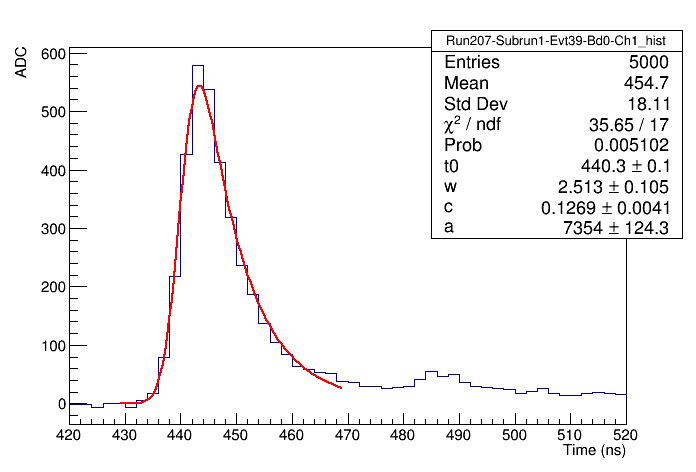 Run207-Subrun1-Evt39-Bd0-Ch1_hist
Entries 5000
Mean 454.7
Std Dev 18.11
χ² / ndf 35.65 / 17
Prob 0.005102
t0 440.3 ± 0.1
w 2.513 ± 0.105
c 0.1269 ± 0.0041
a 7354 ± 124.3
ADC
600
500
400
300
200
100
0
420 430 440 450 460 470 480 490 500 510 520
Time (ns)